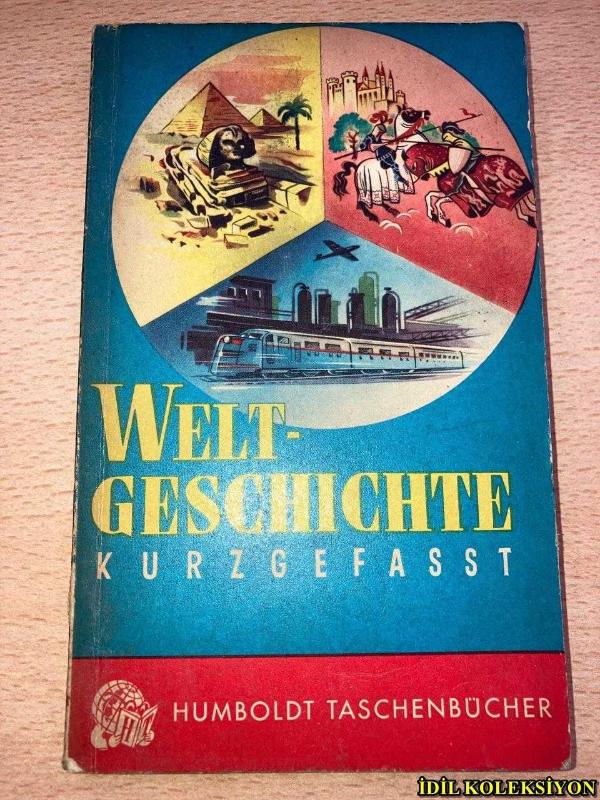 WELT-
GESCHICHTE
KURZGEFASST
HUMBOLDT TASCHENBÜCHER
İDİL KOLEKSİYON